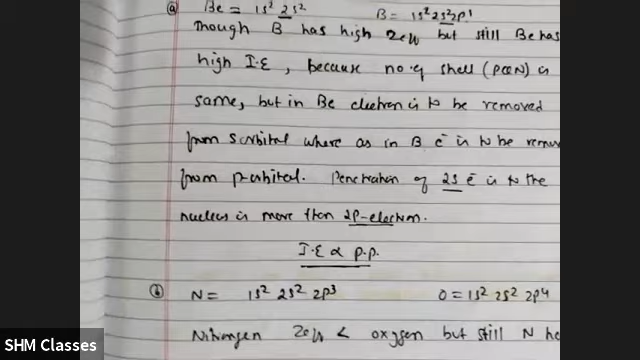 ⓐ Be = 1s² 2s² B = 1s² 2s² 2p¹
Though B has high Zeff but still Be has
high I.E, because no of shell (PQN) is
same, but in Be electron is to be removed
from S orbital where as in B e⁻ is to be remov
from p-orbital. Penetration of 2S e⁻ is to the
nucleus is more than 2P-electron.
I.E ∝ P.P.
ⓑ N = 1s² 2s² 2p³ O = 1s² 2s² 2p⁴
Nitrogen Zeff < oxygen but still N ha
SHM Classes